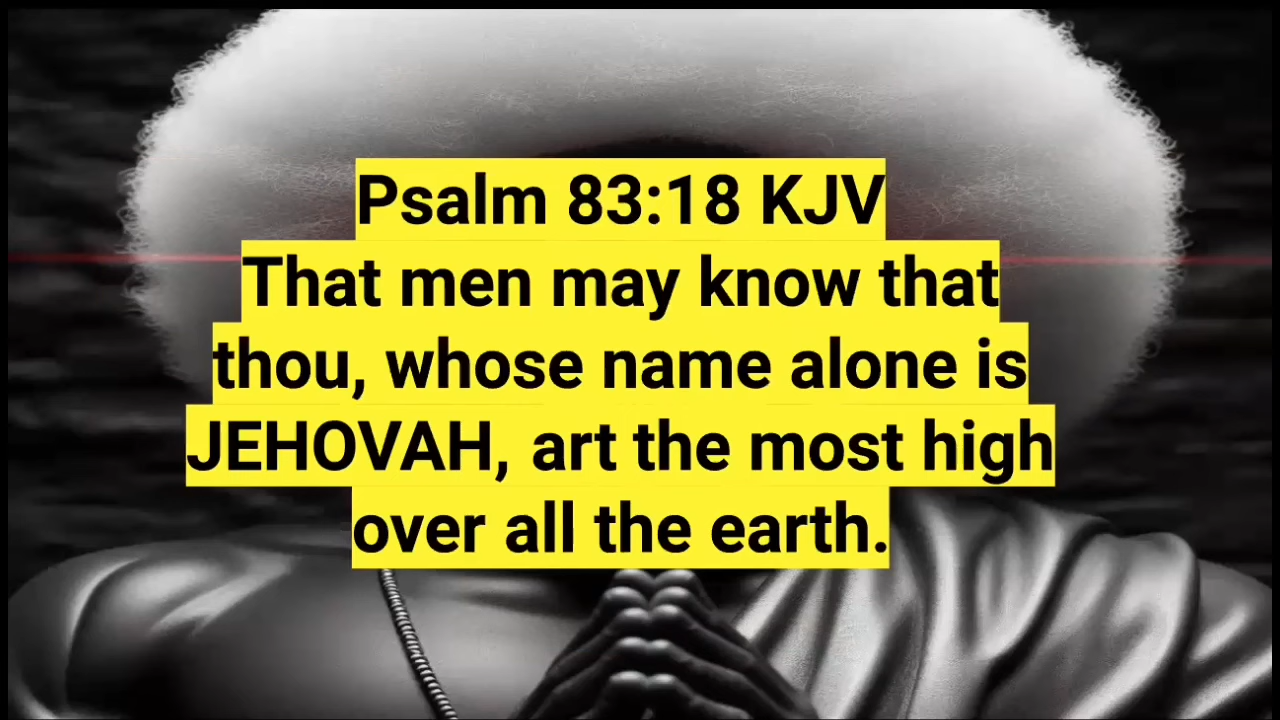 Psalm 83:18 KJV
That men may know that
thou, whose name alone is
JEHOVAH, art the most high
over all the earth.